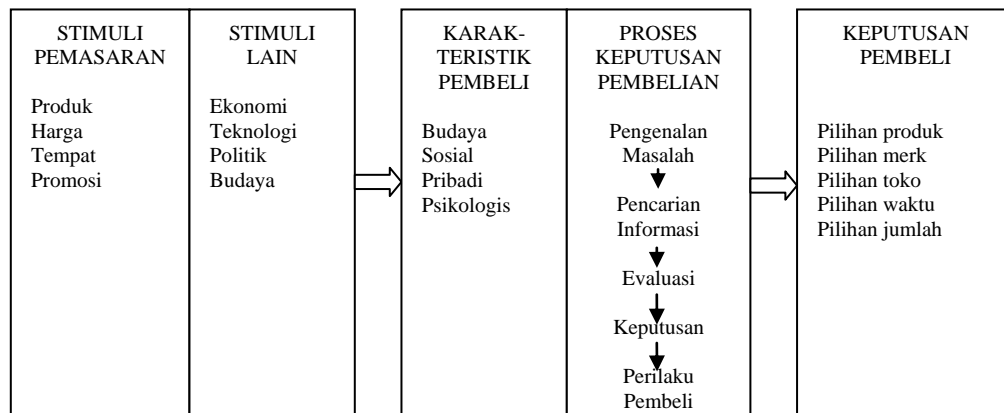 STIMULI
PEMASARAN
Produk
Harga
Tempat
Promosi
STIMULI
LAIN
Ekonomi
Teknologi
Politik
Budaya
KARAK-
TERISTIK
PEMBELI
Budaya
Sosial
Pribadi
Psikologis
PROSES
KEPUTUSAN
PEMBELIAN
Pengenalan
Masalah
Pencarian
Informasi
Evaluasi
Keputusan
Perilaku
Pembeli
KEPUTUSAN
PEMBELI
Pilihan produk
Pilihan merk
Pilihan toko
Pilihan waktu
Pilihan jumlah